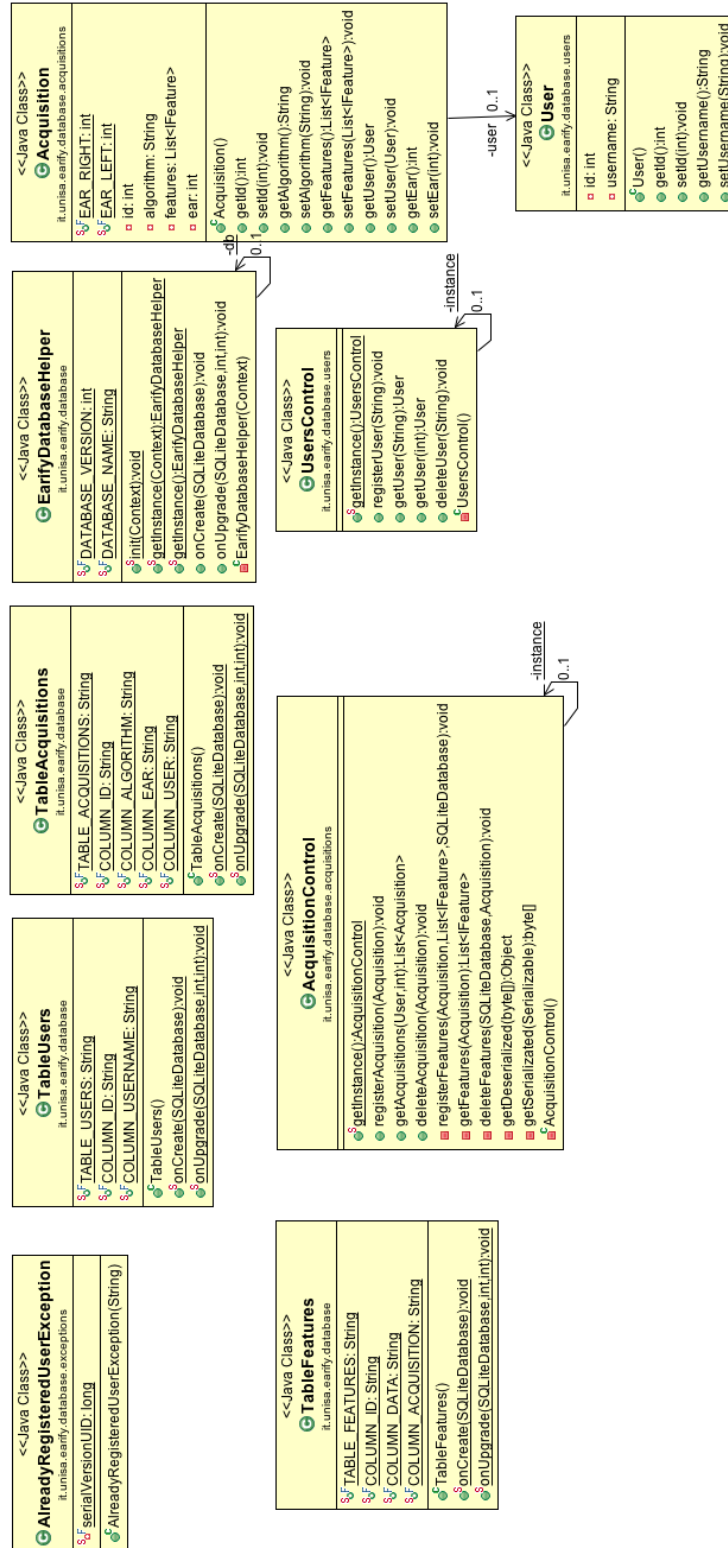 <<Java Class>>
AlreadyRegisteredUserException
it.unisa.earify.database.exceptions
serialVersionUID: long
AlreadyRegisteredUserException(String)
<<Java Class>>
TableUsers
it.unisa.earify.database
TABLE_USERS: String
COLUMN_ID: String
COLUMN_USERNAME: String
TableUsers()
onCreate(SQLiteDatabase):void
onUpgrade(SQLiteDatabase,int,int):void
<<Java Class>>
TableAcquisitions
it.unisa.earify.database
TABLE_ACQUISITIONS: String
COLUMN_ID: String
COLUMN_ALGORITHM: String
COLUMN_EAR: String
COLUMN_USER: String
TableAcquisitions()
onCreate(SQLiteDatabase):void
onUpgrade(SQLiteDatabase,int,int):void
<<Java Class>>
EarifyDatabaseHelper
it.unisa.earify.database
DATABASE_VERSION: int
DATABASE_NAME: String
init(Context):void
getInstance(Context):EarifyDatabaseHelper
getInstance():EarifyDatabaseHelper
onCreate(SQLiteDatabase):void
onUpgrade(SQLiteDatabase,int,int):void
EarifyDatabaseHelper(Context)
-db
0..1
<<Java Class>>
Acquisition
it.unisa.earify.database.acquisitions
EAR_RIGHT: int
EAR_LEFT: int
id: int
algorithm: String
features: List<IFeature>
ear: int
Acquisition()
getId():int
setId(int):void
getAlgorithm():String
setAlgorithm(String):void
getFeatures():List<IFeature>
setFeatures(List<IFeature>):void
getUser():User
setUser(User):void
getEar():int
setEar(int):void
-user
0..1
<<Java Class>>
TableFeatures
it.unisa.earify.database
TABLE_FEATURES: String
COLUMN_ID: String
COLUMN_DATA: String
COLUMN_ACQUISITION: String
TableFeatures()
onCreate(SQLiteDatabase):void
onUpgrade(SQLiteDatabase,int,int):void
<<Java Class>>
AcquisitionControl
it.unisa.earify.database.acquisitions
getInstance():AcquisitionControl
registerAcquisition(Acquisition):void
getAcquisitions(User,int):List<Acquisition>
deleteAcquisition(Acquisition):void
registerFeatures(Acquisition,List<IFeature>,SQLiteDatabase):void
getFeatures(Acquisition):List<IFeature>
deleteFeatures(SQLiteDatabase,Acquisition):void
getDeserialized(byte[]):Object
getSerializated(Serializable):byte[]
AcquisitionControl()
-instance
0..1
<<Java Class>>
UsersControl
it.unisa.earify.database.users
getInstance():UsersControl
registerUser(String):void
getUser(String):User
getUser(int):User
deleteUser(String):void
UsersControl()
-instance
0..1
<<Java Class>>
User
it.unisa.earify.database.users
id: int
username: String
User()
getId():int
setId(int):void
getUsername():String
setUsername(String):void